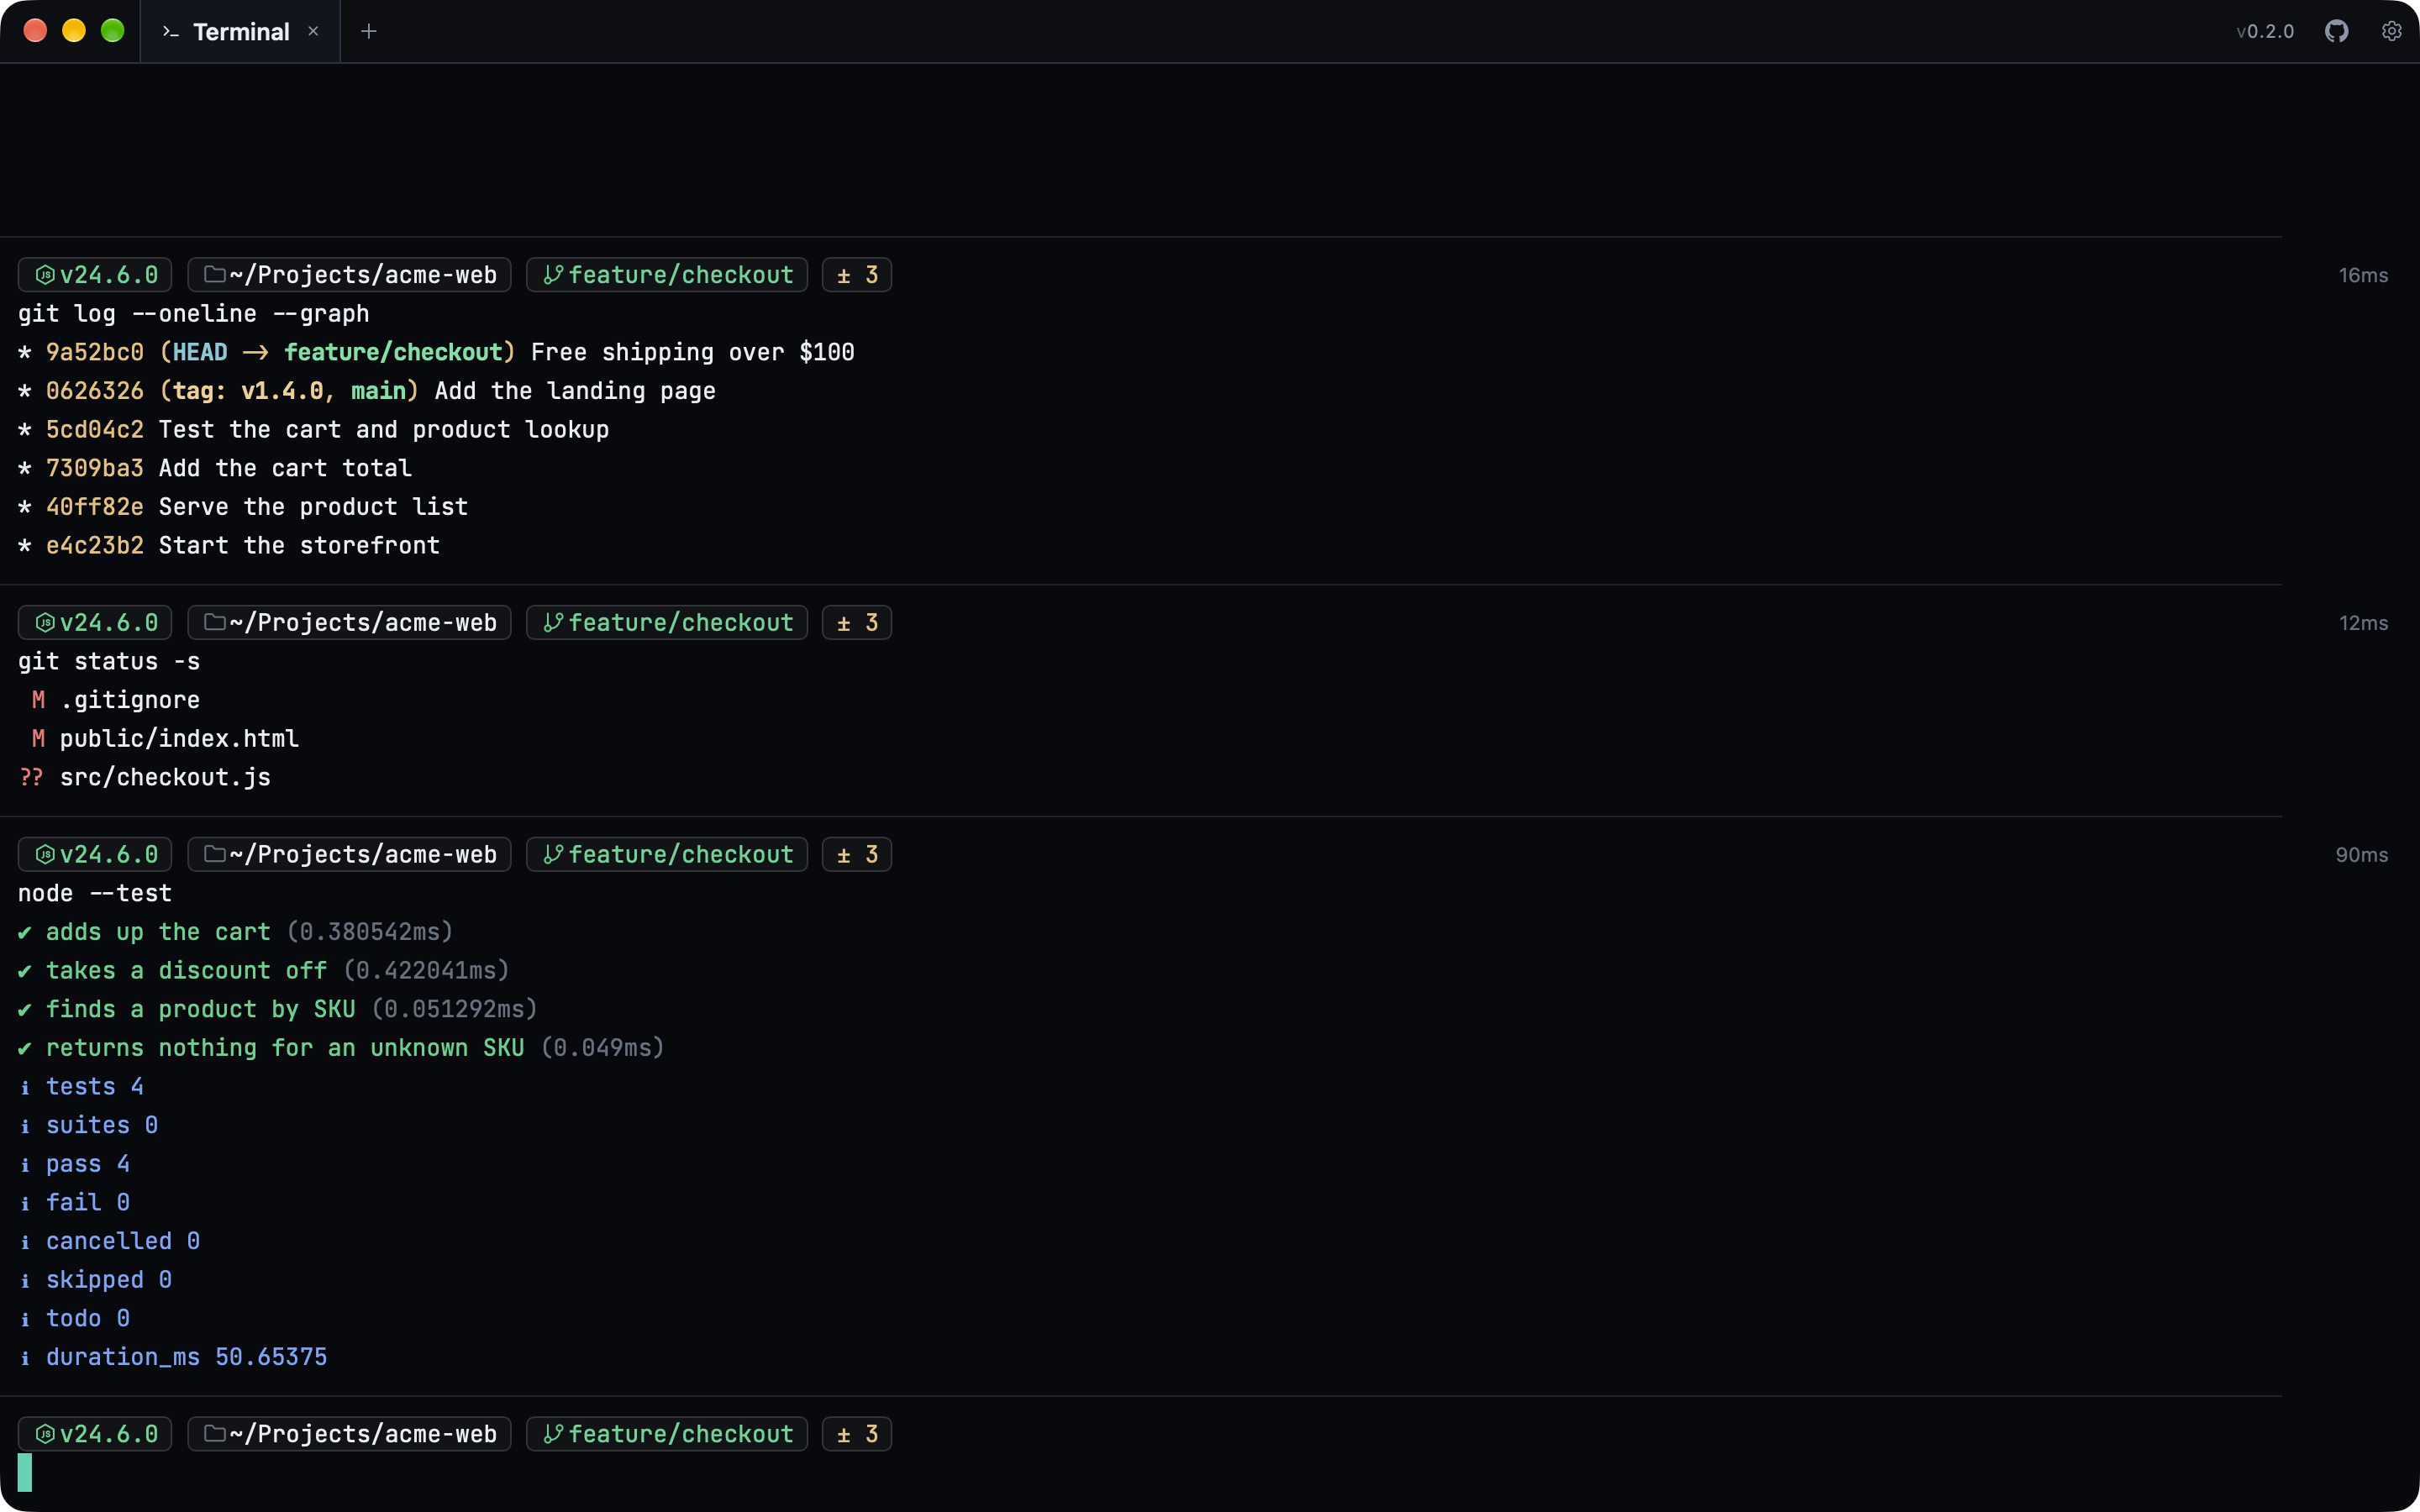 Terminal
v0.2.0
v24.6.0 ~/Projects/acme-web feature/checkout ± 3 16ms
git log --oneline --graph
* 9a52bc0 (HEAD -> feature/checkout) Free shipping over $100
* 0626326 (tag: v1.4.0, main) Add the landing page
* 5cd04c2 Test the cart and product lookup
* 7309ba3 Add the cart total
* 40ff82e Serve the product list
* e4c23b2 Start the storefront
v24.6.0 ~/Projects/acme-web feature/checkout ± 3 12ms
git status -s
 M .gitignore
 M public/index.html
?? src/checkout.js
v24.6.0 ~/Projects/acme-web feature/checkout ± 3 90ms
node --test
✔ adds up the cart (0.380542ms)
✔ takes a discount off (0.422041ms)
✔ finds a product by SKU (0.051292ms)
✔ returns nothing for an unknown SKU (0.049ms)
ℹ tests 4
ℹ suites 0
ℹ pass 4
ℹ fail 0
ℹ cancelled 0
ℹ skipped 0
ℹ todo 0
ℹ duration_ms 50.65375
v24.6.0 ~/Projects/acme-web feature/checkout ± 3